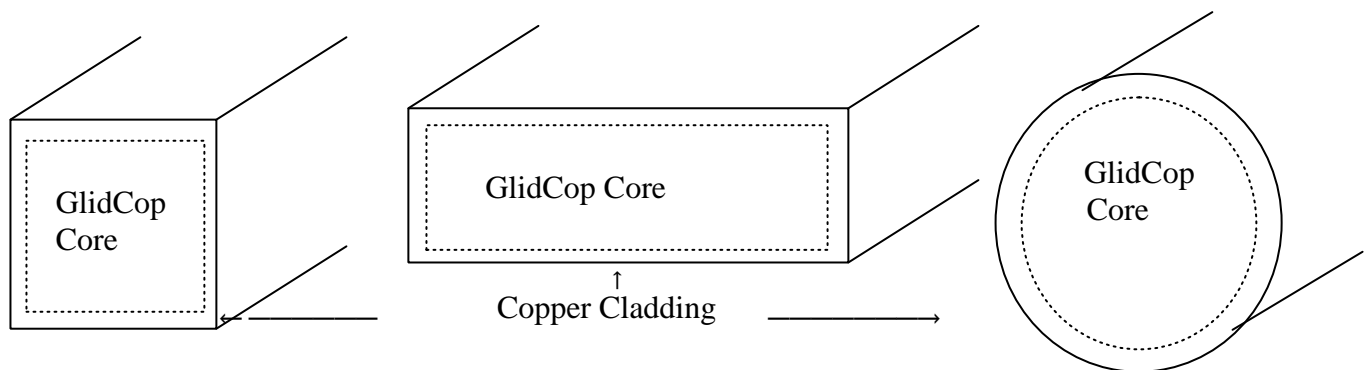 GlidCop
Core
GlidCop Core
GlidCop
Core
↑
Copper Cladding